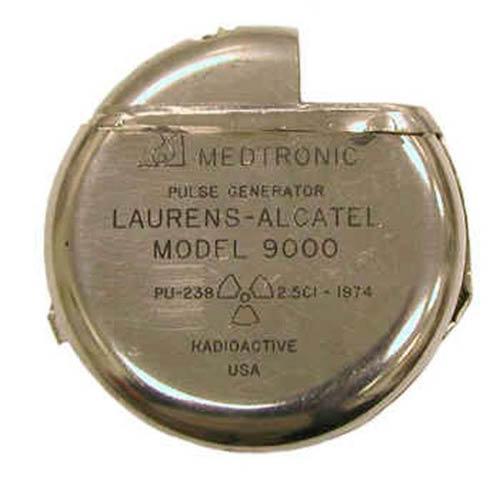 MEDTRONIC
PULSE GENERATOR
LAURENS-ALCATEL
MODEL 9000
PU-238 2.5CI - 1974
RADIOACTIVE
USA